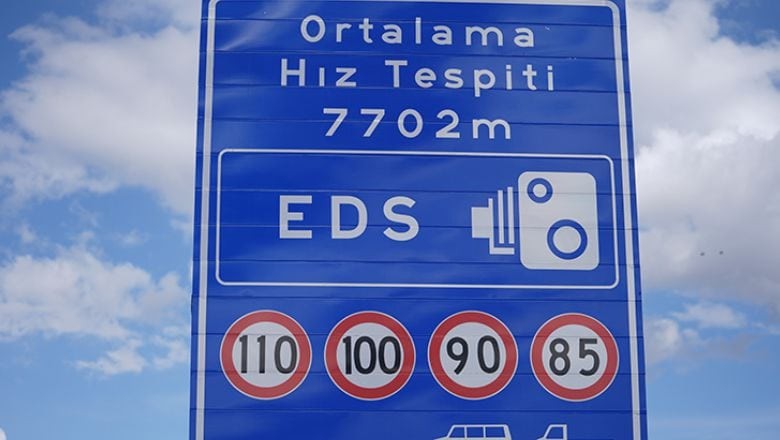 Ortalama
Hız Tespiti
7702m
EDS
110 100 90 85